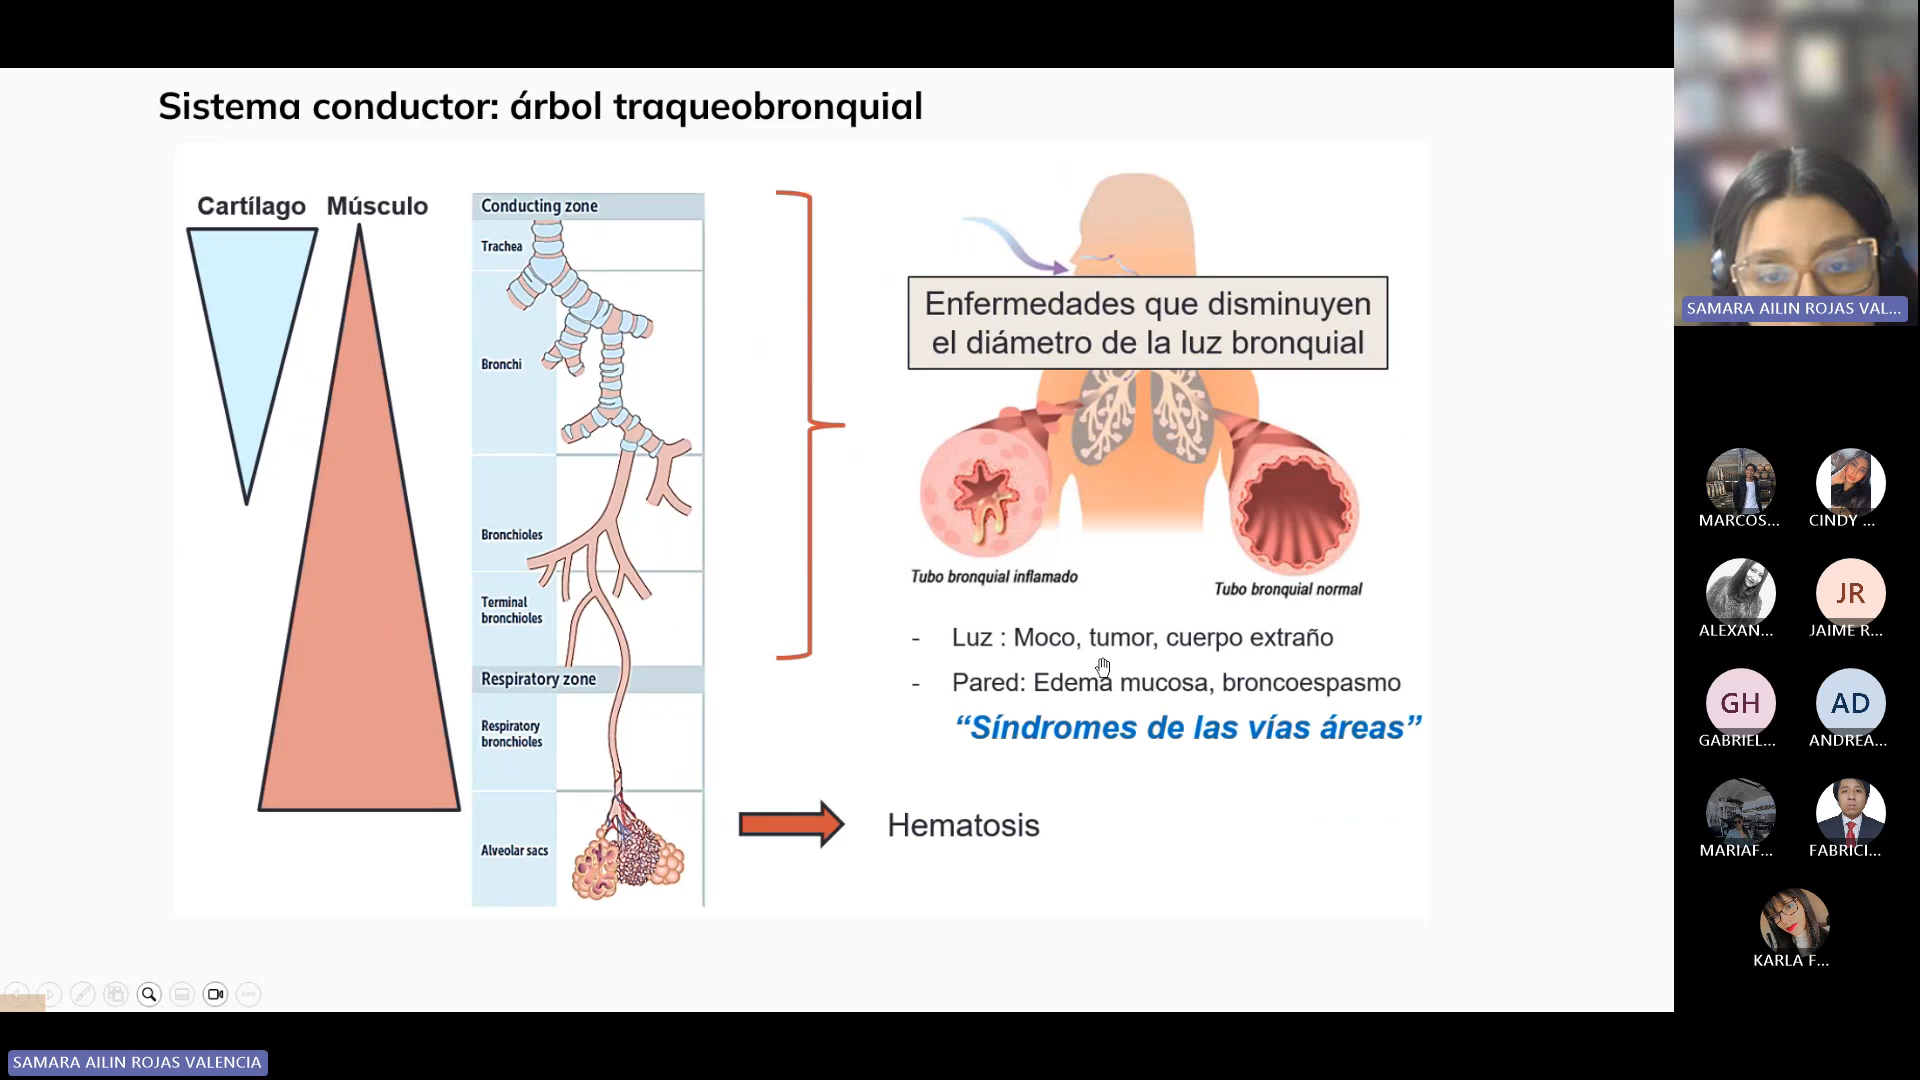 Sistema conductor: árbol traqueobronquial
Cartílago Músculo
Conducting zone
Trachea
Bronchi
Bronchioles
Terminal
bronchioles
Respiratory zone
Respiratory
bronchioles
Alveolar sacs
Enfermedades que disminuyen
el diámetro de la luz bronquial
Tubo bronquial inflamado
Tubo bronquial normal
- Luz : Moco, tumor, cuerpo extraño
- Pared: Edema mucosa, broncoespasmo
“Síndromes de las vías áreas”
Hematosis
SAMARA AILIN ROJAS VAL...
MARCOS...
CINDY ...
ALEXAN...
JR
JAIME R...
GH
GABRIEL...
AD
ANDREA...
MARIAF...
FABRICI...
KARLA F...
SAMARA AILIN ROJAS VALENCIA